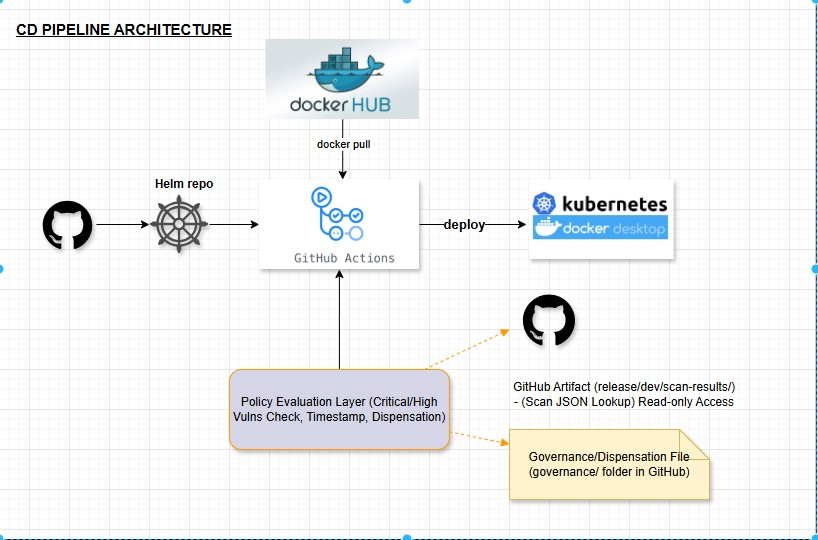 CD PIPELINE ARCHITECTURE
docker HUB
docker pull
Helm repo
GitHub Actions
deploy
kubernetes
docker desktop
Policy Evaluation Layer (Critical/High
Vulns Check, Timestamp, Dispensation)
GitHub Artifact (release/dev/scan-results/)
- (Scan JSON Lookup) Read-only Access
Governance/Dispensation File
(governance/ folder in GitHub)